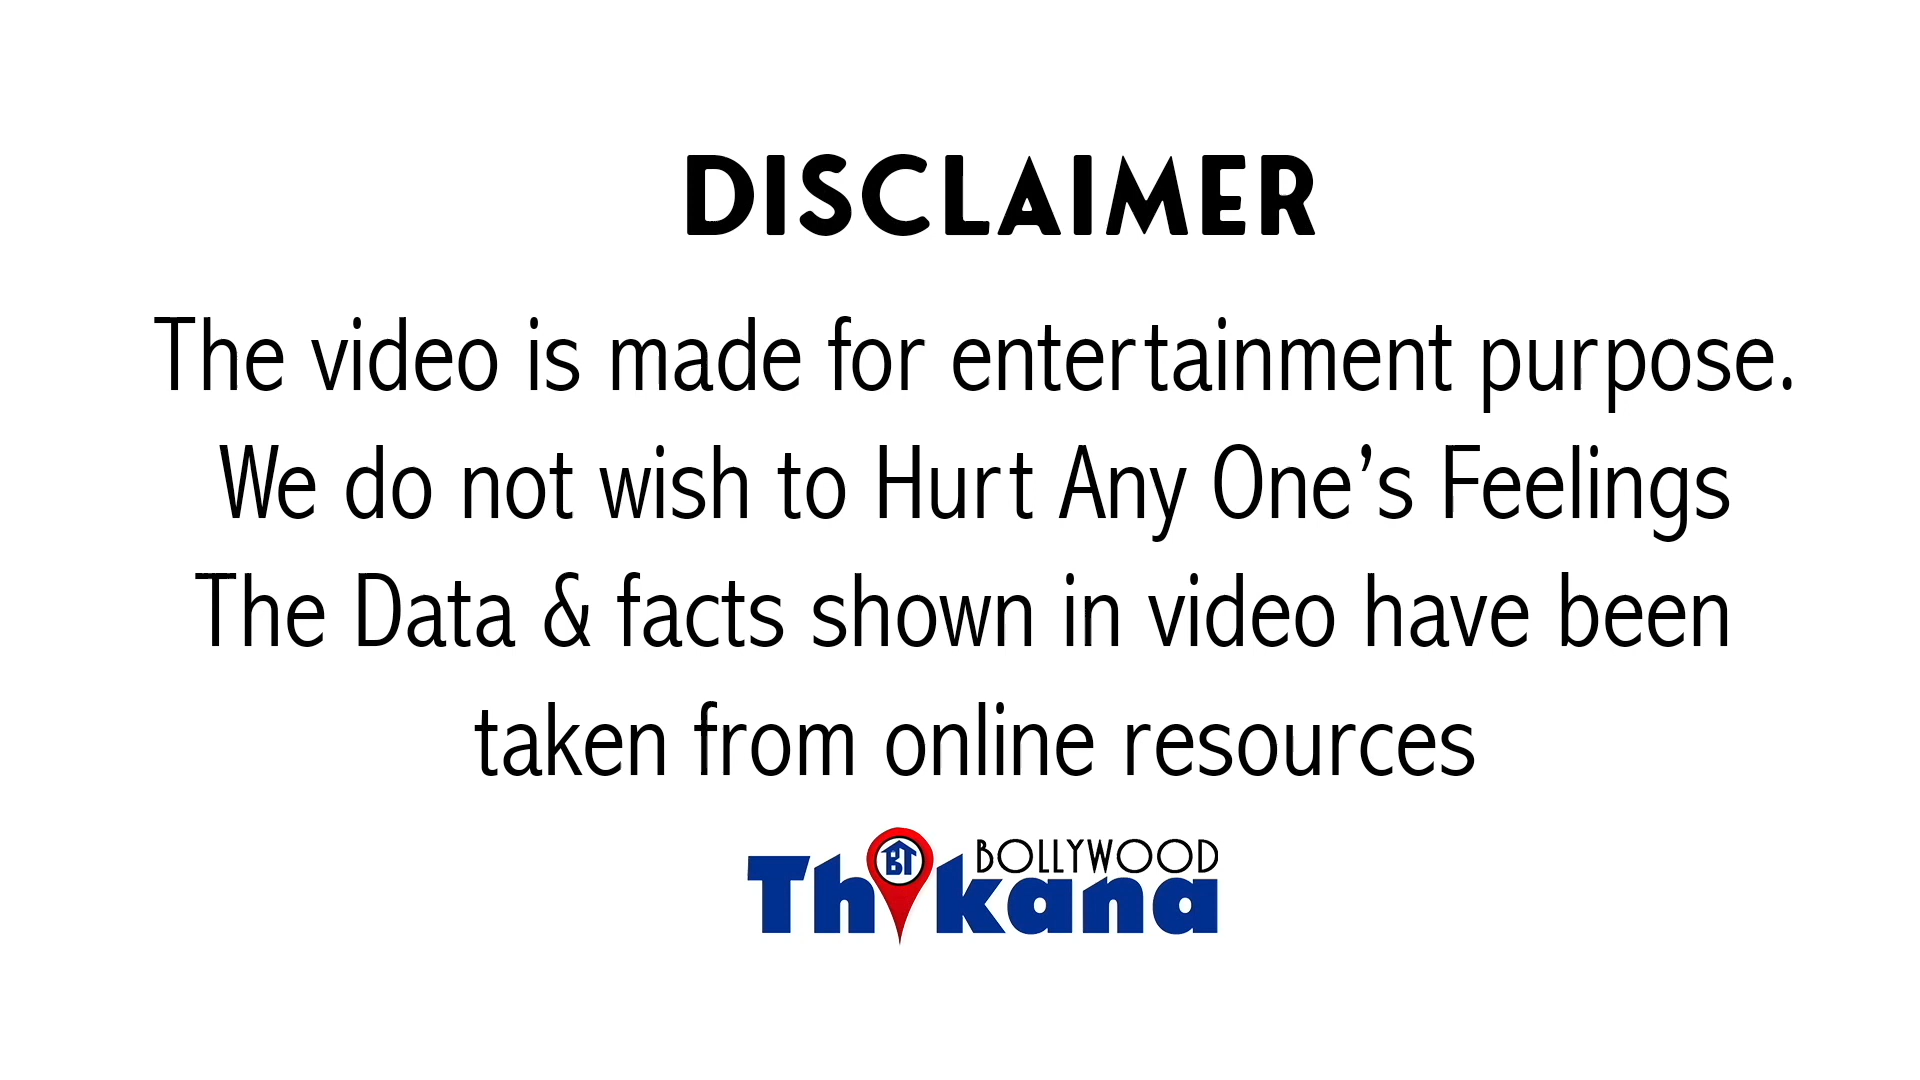 DISCLAIMER
The video is made for entertainment purpose.
We do not wish to Hurt Any One’s Feelings
The Data & facts shown in video have been
taken from online resources
BOLLYWOOD
BT
Thikana